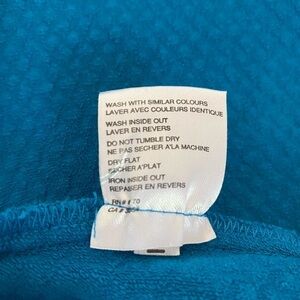 WASH WITH SIMILAR COLOURS
LAVER AVEC COULEURS IDENTIQUE
WASH INSIDE OUT
LAVER EN REVERS
DO NOT TUMBLE DRY
NE PAS SECHER A'LA MACHINE
DRY FLAT
SECHER A'PLAT
IRON INSIDE OUT
REPASER EN REVERS